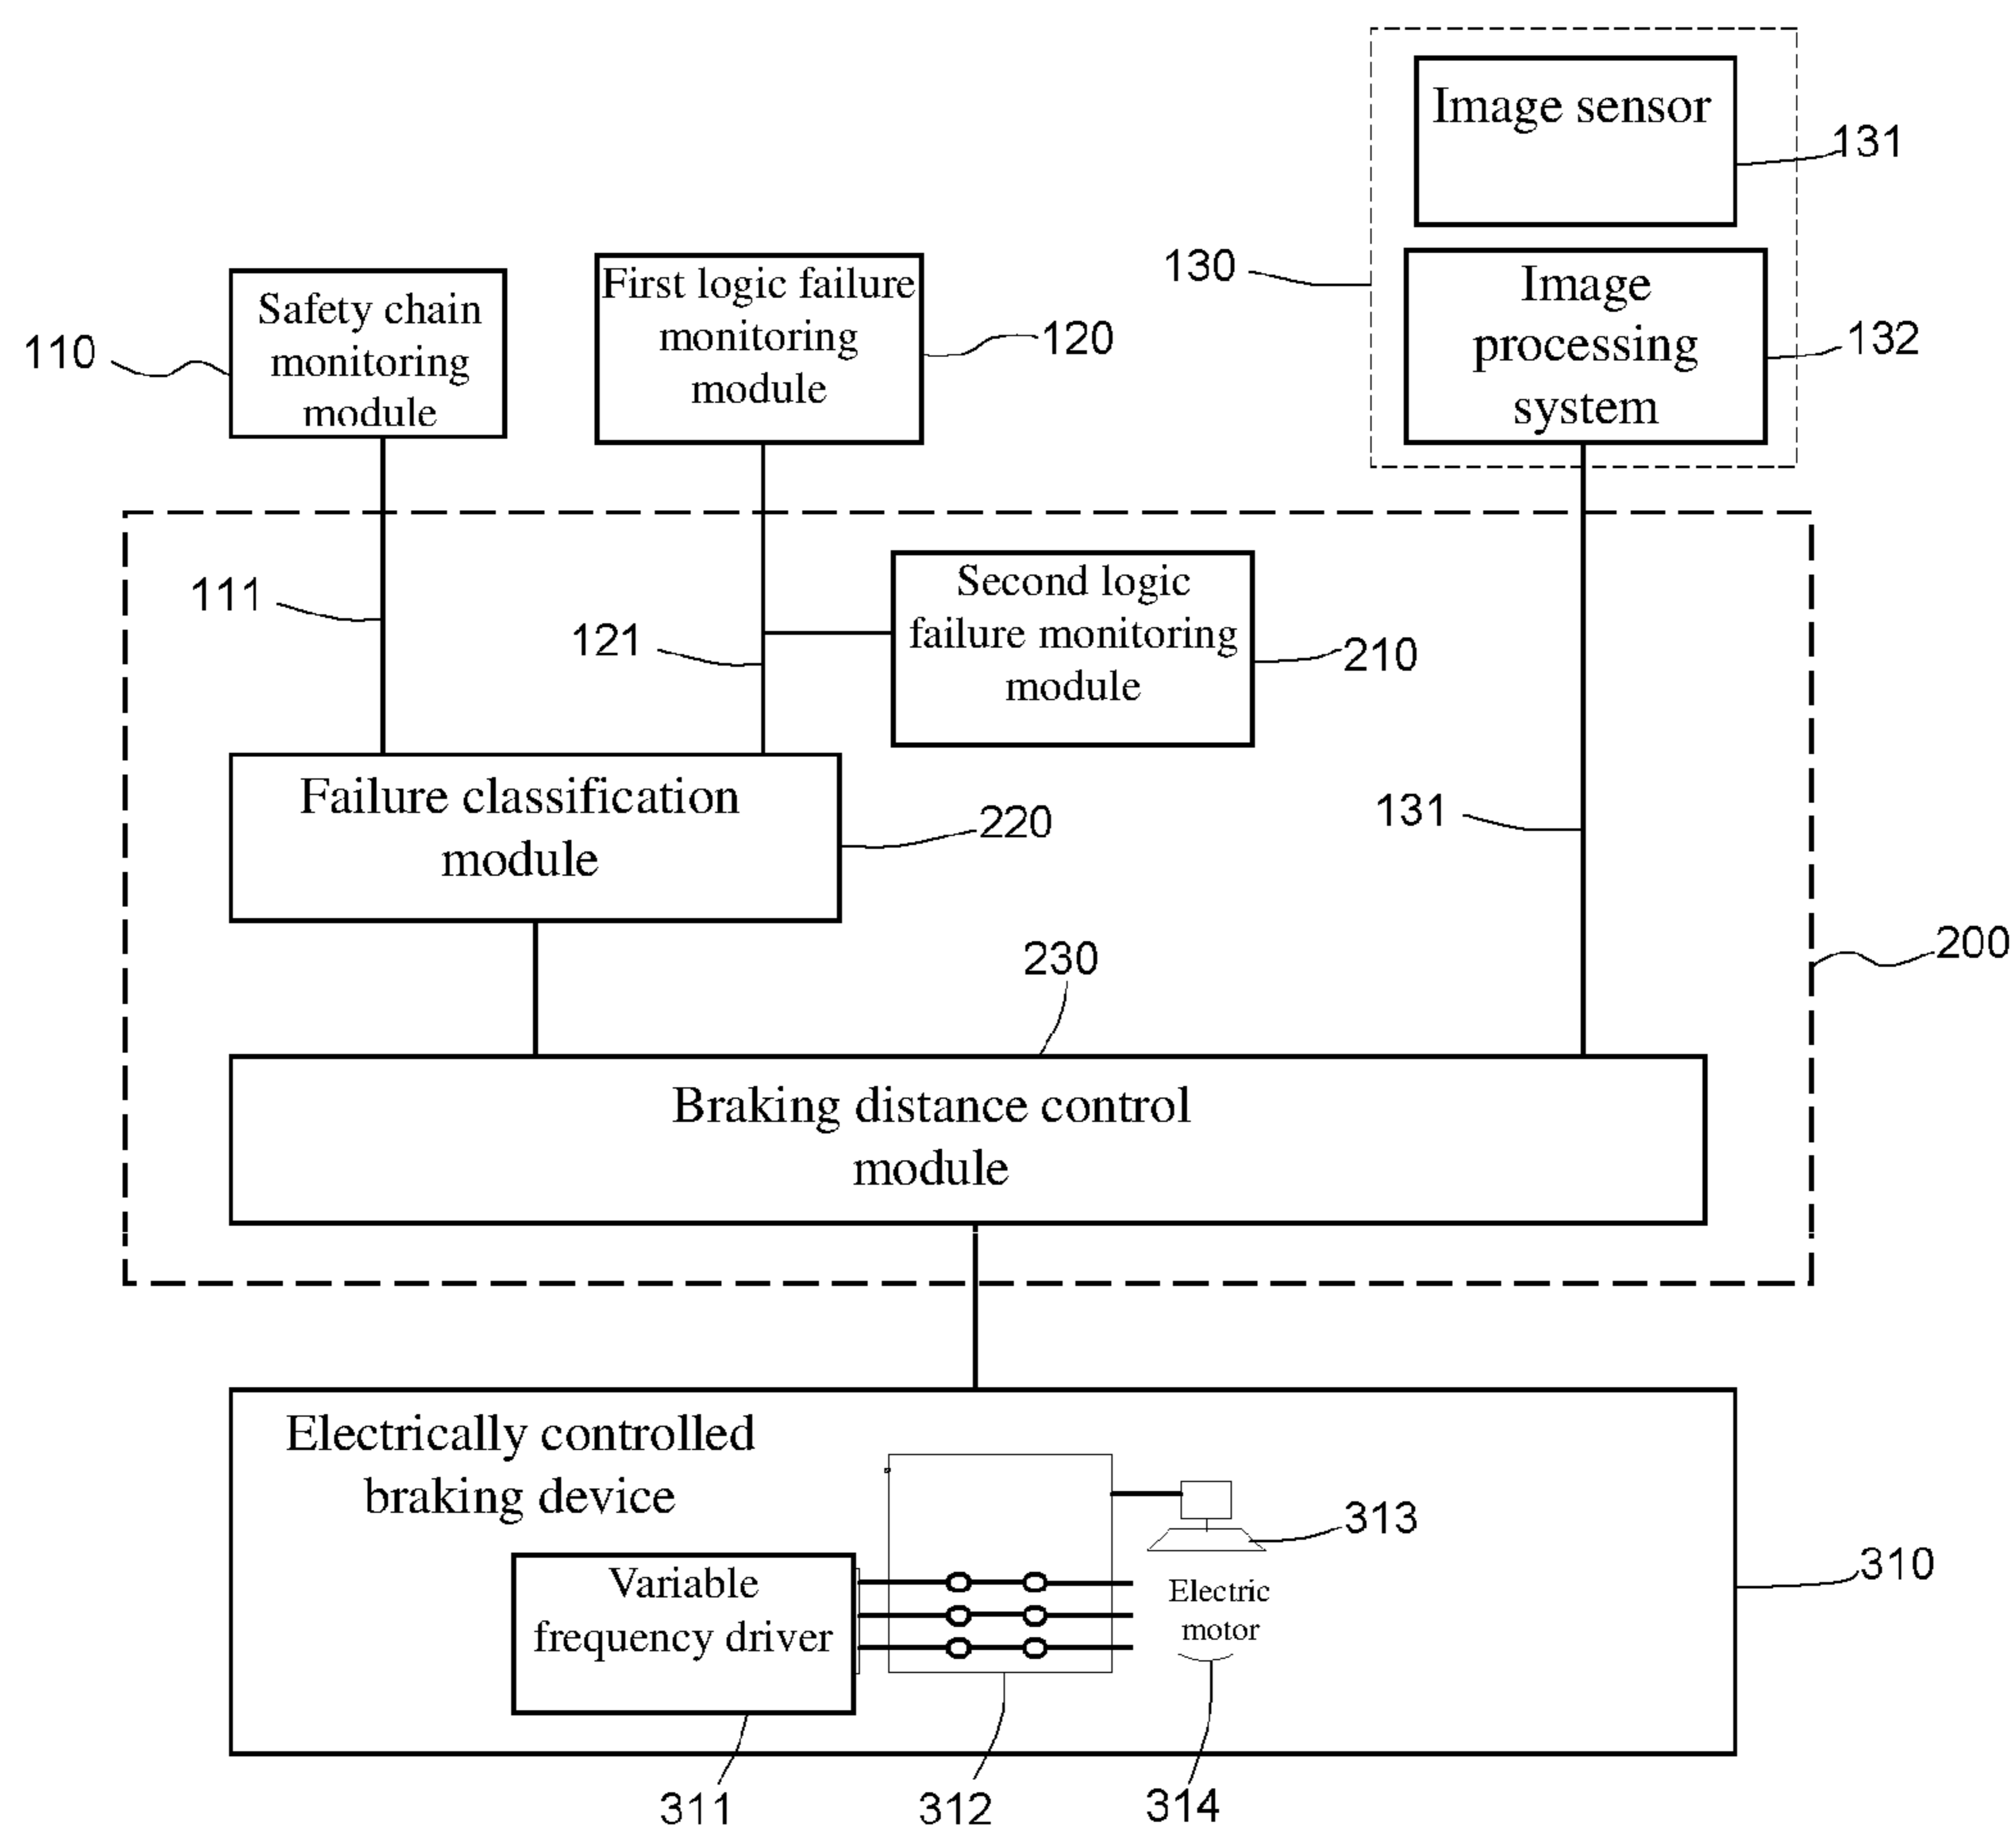 Image sensor
131
130
Image
processing
system
132
110
Safety chain
monitoring
module
First logic failure
monitoring
module
120
111
121
Second logic
failure monitoring
module
210
Failure classification
module
220
131
200
230
Braking distance control
module
Electrically controlled
braking device
313
310
Variable
frequency driver
Electric
motor
311
312
314